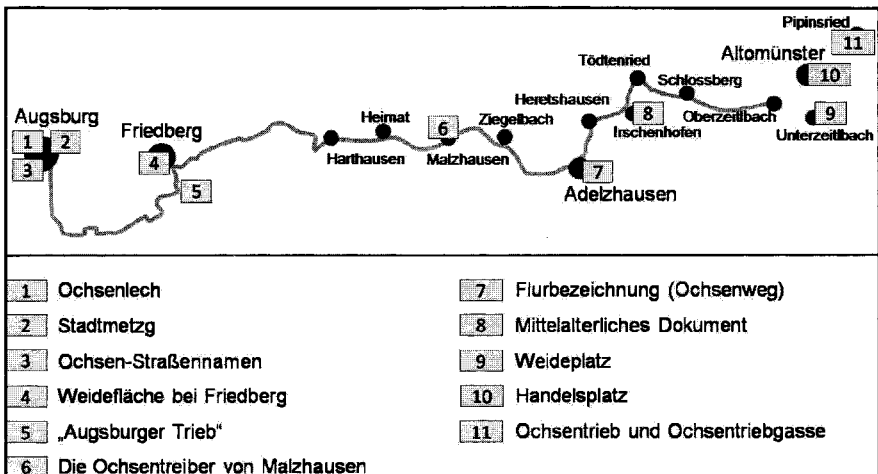 Pipinsried
11
Altomünster
10
Tödtenried
Schlossberg
Heretshausen
8
Oberzeitlbach
9
Irschenhofen
Unterzeitlbach
Augsburg
1 2
3
Friedberg
4
5
Heimat
6
Ziegelbach
Harthausen
Malzhausen
7
Adelzhausen
1 Ochsenlech
2 Stadtmetzg
3 Ochsen-Straßennamen
4 Weidefläche bei Friedberg
5 „Augsburger Trieb“
6 Die Ochsentreiber von Malzhausen
7 Flurbezeichnung (Ochsenweg)
8 Mittelalterliches Dokument
9 Weideplatz
10 Handelsplatz
11 Ochsentrieb und Ochsentriebgasse